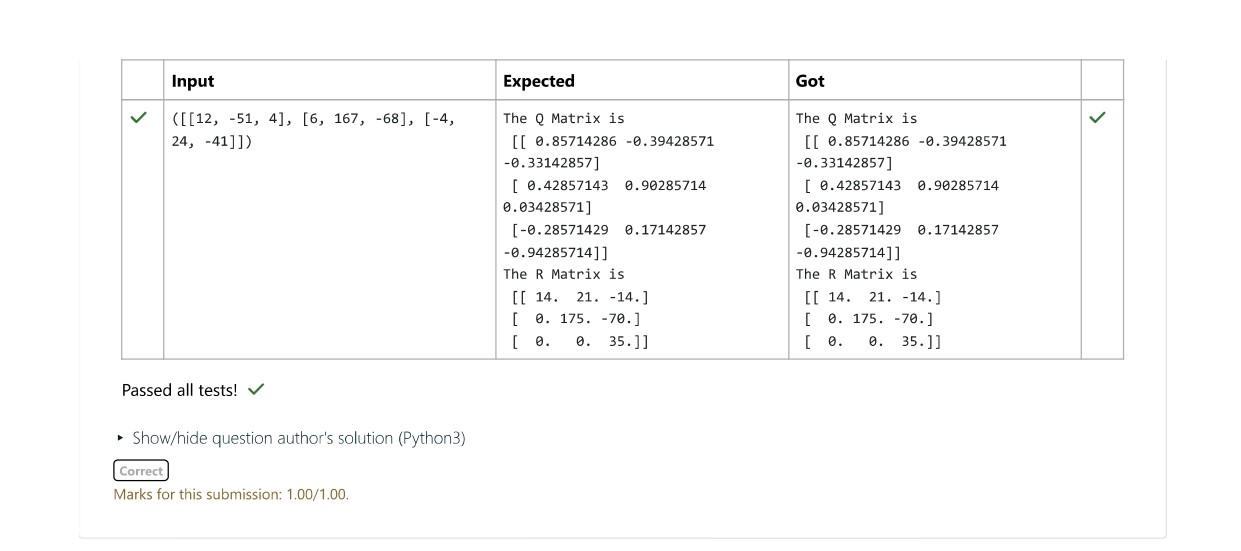 Input Expected Got
([[12, -51, 4], [6, 167, -68], [-4,
24, -41]])
The Q Matrix is
[[ 0.85714286 -0.39428571
-0.33142857]
[ 0.42857143  0.90285714
0.03428571]
[-0.28571429  0.17142857
-0.94285714]]
The R Matrix is
[[ 14.  21. -14.]
[  0. 175. -70.]
[  0.   0.  35.]]
The Q Matrix is
[[ 0.85714286 -0.39428571
-0.33142857]
[ 0.42857143  0.90285714
0.03428571]
[-0.28571429  0.17142857
-0.94285714]]
The R Matrix is
[[ 14.  21. -14.]
[  0. 175. -70.]
[  0.   0.  35.]]
Passed all tests!
Show/hide question author's solution (Python3)
Correct
Marks for this submission: 1.00/1.00.